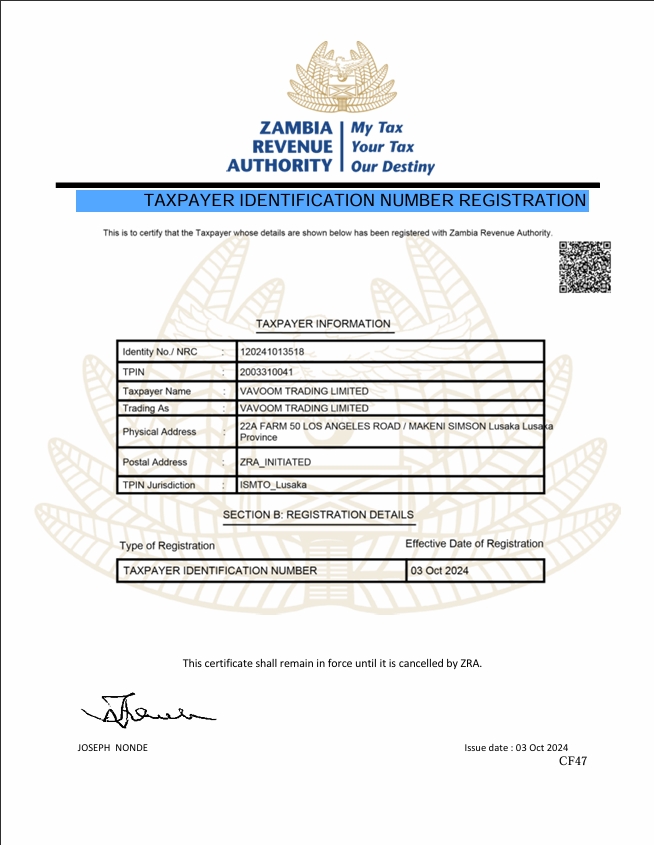 ZAMBIA
REVENUE
AUTHORITY
My Tax
Your Tax
Our Destiny
TAXPAYER IDENTIFICATION NUMBER REGISTRATION
This is to certify that the Taxpayer whose details are shown below has been registered with Zambia Revenue Authority.
TAXPAYER INFORMATION
Identity No./ NRC : 120241013518
TPIN : 2003310041
Taxpayer Name : VAVOOM TRADING LIMITED
Trading As : VAVOOM TRADING LIMITED
Physical Address : 22A FARM 50 LOS ANGELES ROAD / MAKENI SIMSON Lusaka Lusaka
Province
Postal Address : ZRA_INITIATED
TPIN Jurisdiction : ISMTO_Lusaka
SECTION B: REGISTRATION DETAILS
Type of Registration Effective Date of Registration
TAXPAYER IDENTIFICATION NUMBER 03 Oct 2024
This certificate shall remain in force until it is cancelled by ZRA.
JOSEPH NONDE Issue date : 03 Oct 2024
CF47